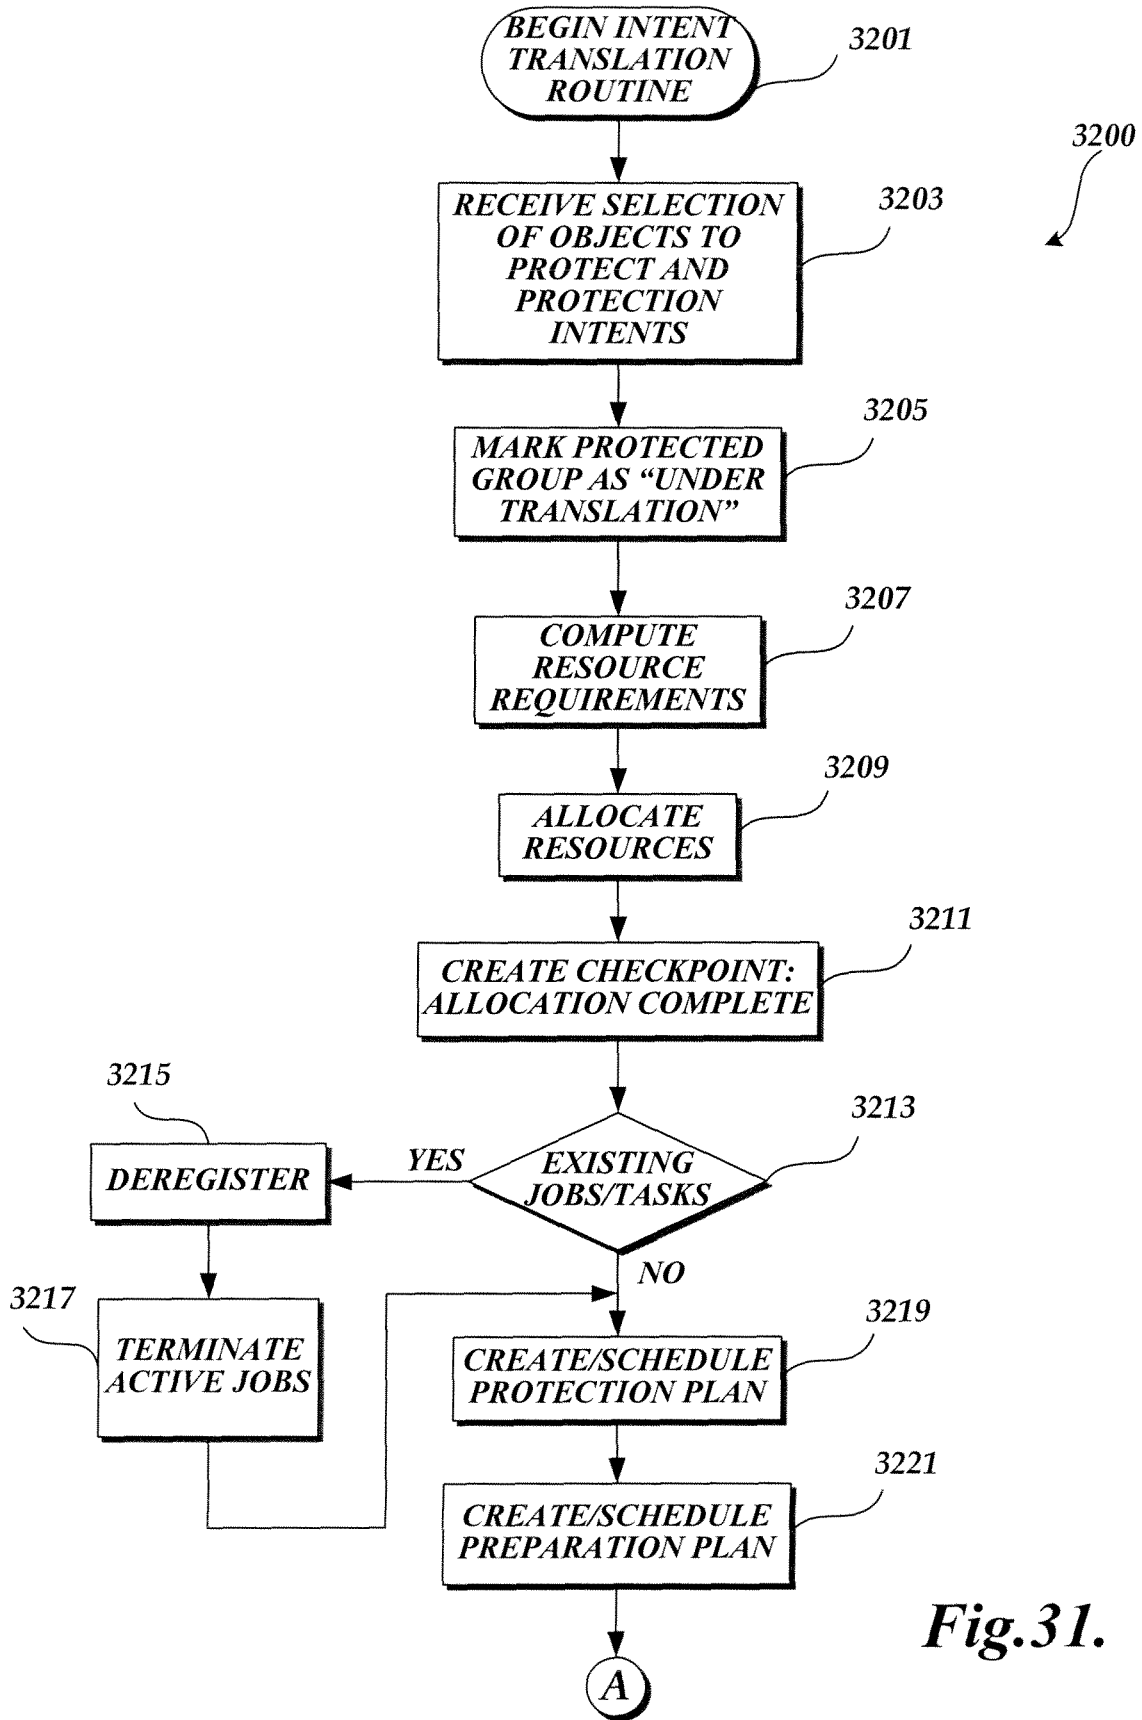 BEGIN INTENT
TRANSLATION
ROUTINE
3201
3200
RECEIVE SELECTION
OF OBJECTS TO
PROTECT AND
PROTECTION
INTENTS
3203
MARK PROTECTED
GROUP AS “UNDER
TRANSLATION”
3205
COMPUTE
RESOURCE
REQUIREMENTS
3207
ALLOCATE
RESOURCES
3209
CREATE CHECKPOINT:
ALLOCATION COMPLETE
3211
EXISTING
JOBS/TASKS
3213
YES
3215
DEREGISTER
3217
TERMINATE
ACTIVE JOBS
NO
CREATE/SCHEDULE
PROTECTION PLAN
3219
CREATE/SCHEDULE
PREPARATION PLAN
3221
A
Fig.31.